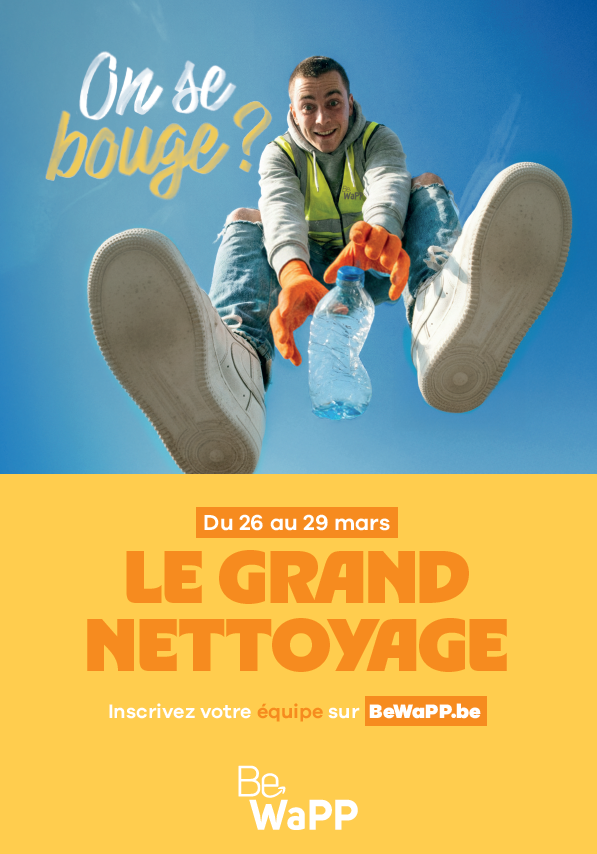 On se
bouge ?
WaPP
Du 26 au 29 mars
LE GRAND
NETTOYAGE
Inscrivez votre équipe sur BeWaPP.be
Be
WaPP